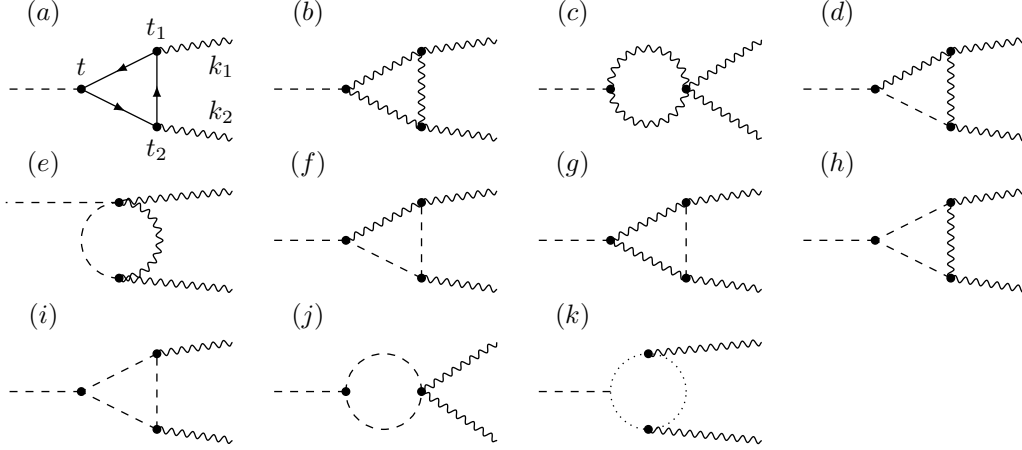 (a) (b) (c) (d)
t₁
t k₁
k₂
t₂
(e) (f) (g) (h)
(i) (j) (k)